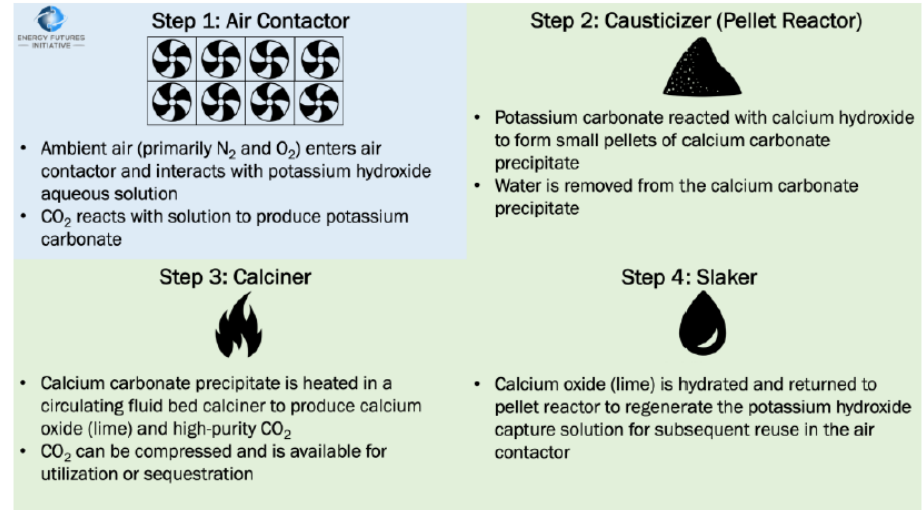 ENERGY FUTURES
INITIATIVE
Step 1: Air Contactor
• Ambient air (primarily N₂ and O₂) enters air
contactor and interacts with potassium hydroxide
aqueous solution
• CO₂ reacts with solution to produce potassium
carbonate
Step 2: Causticizer (Pellet Reactor)
• Potassium carbonate reacted with calcium hydroxide
to form small pellets of calcium carbonate
precipitate
• Water is removed from the calcium carbonate
precipitate
Step 3: Calciner
• Calcium carbonate precipitate is heated in a
circulating fluid bed calciner to produce calcium
oxide (lime) and high-purity CO₂
• CO₂ can be compressed and is available for
utilization or sequestration
Step 4: Slaker
• Calcium oxide (lime) is hydrated and returned to
pellet reactor to regenerate the potassium hydroxide
capture solution for subsequent reuse in the air
contactor